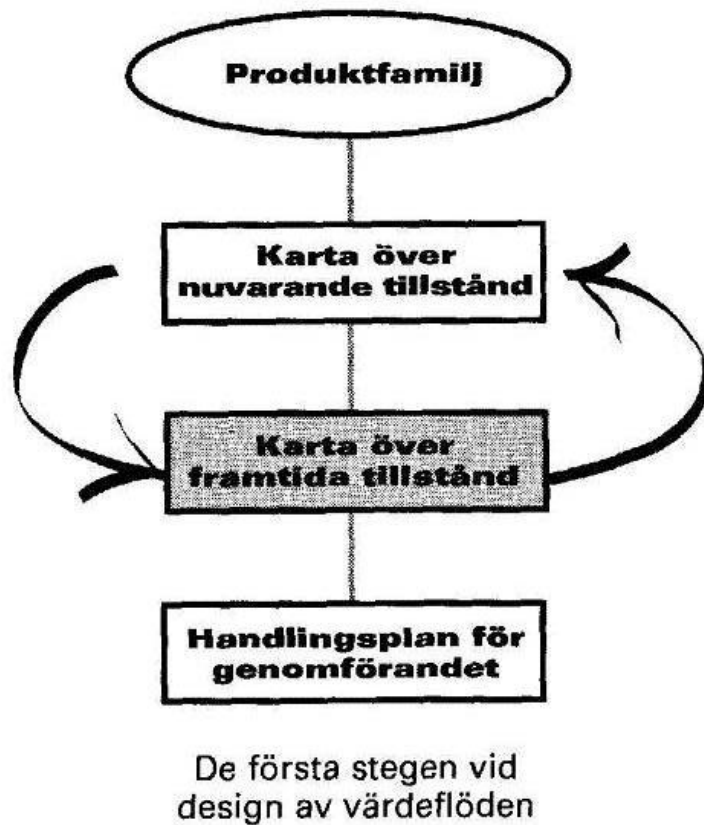 Produktfamilj
Karta över
nuvarande tillstånd
Karta över
framtida tillstånd
Handlingsplan för
genomförandet
De första stegen vid
design av värdeflöden